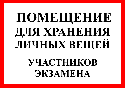 ПОМЕЩЕНИЕ
ДЛЯ ХРАНЕНИЯ
ЛИЧНЫХ ВЕЩЕЙ
УЧАСТНИКОВ
ЭКЗАМЕНА